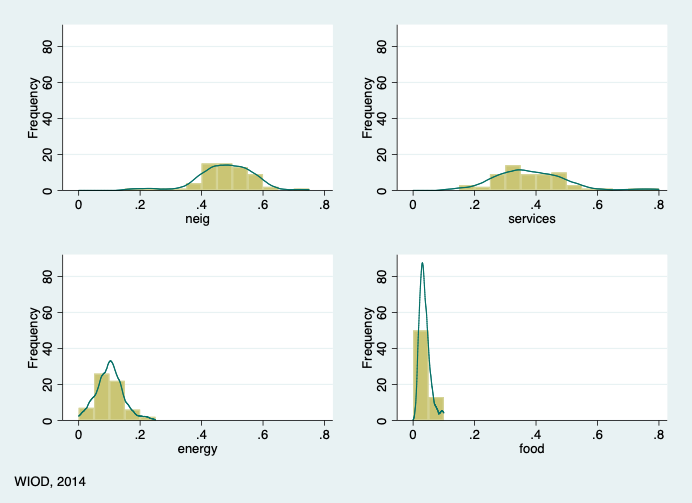 Frequency
0 20 40 60 80
0 .2 .4 .6 .8
neig
Frequency
0 20 40 60 80
0 .2 .4 .6 .8
services
Frequency
0 20 40 60 80
0 .2 .4 .6 .8
energy
Frequency
0 20 40 60 80
0 .2 .4 .6 .8
food
WIOD, 2014